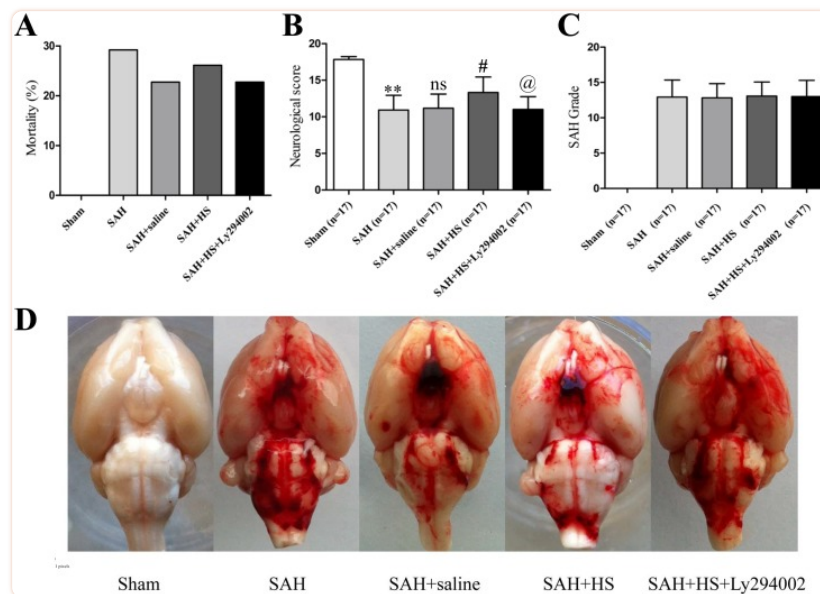 A
Mortality (%)
30
20
10
0
Sham
SAH
SAH+saline
SAH+HS
SAH+HS+Ly294002
B
Neurological score
20
15
10
5
0
**
ns
#
@
Sham (n=17)
SAH (n=17)
SAH+saline (n=17)
SAH+HS (n=17)
SAH+HS+Ly294002 (n=17)
C
SAH Grade
20
15
10
5
0
Sham (n=17)
SAH (n=17)
SAH+saline (n=17)
SAH+HS (n=17)
SAH+HS+Ly294002 (n=17)
D
Sham
SAH
SAH+saline
SAH+HS
SAH+HS+Ly294002